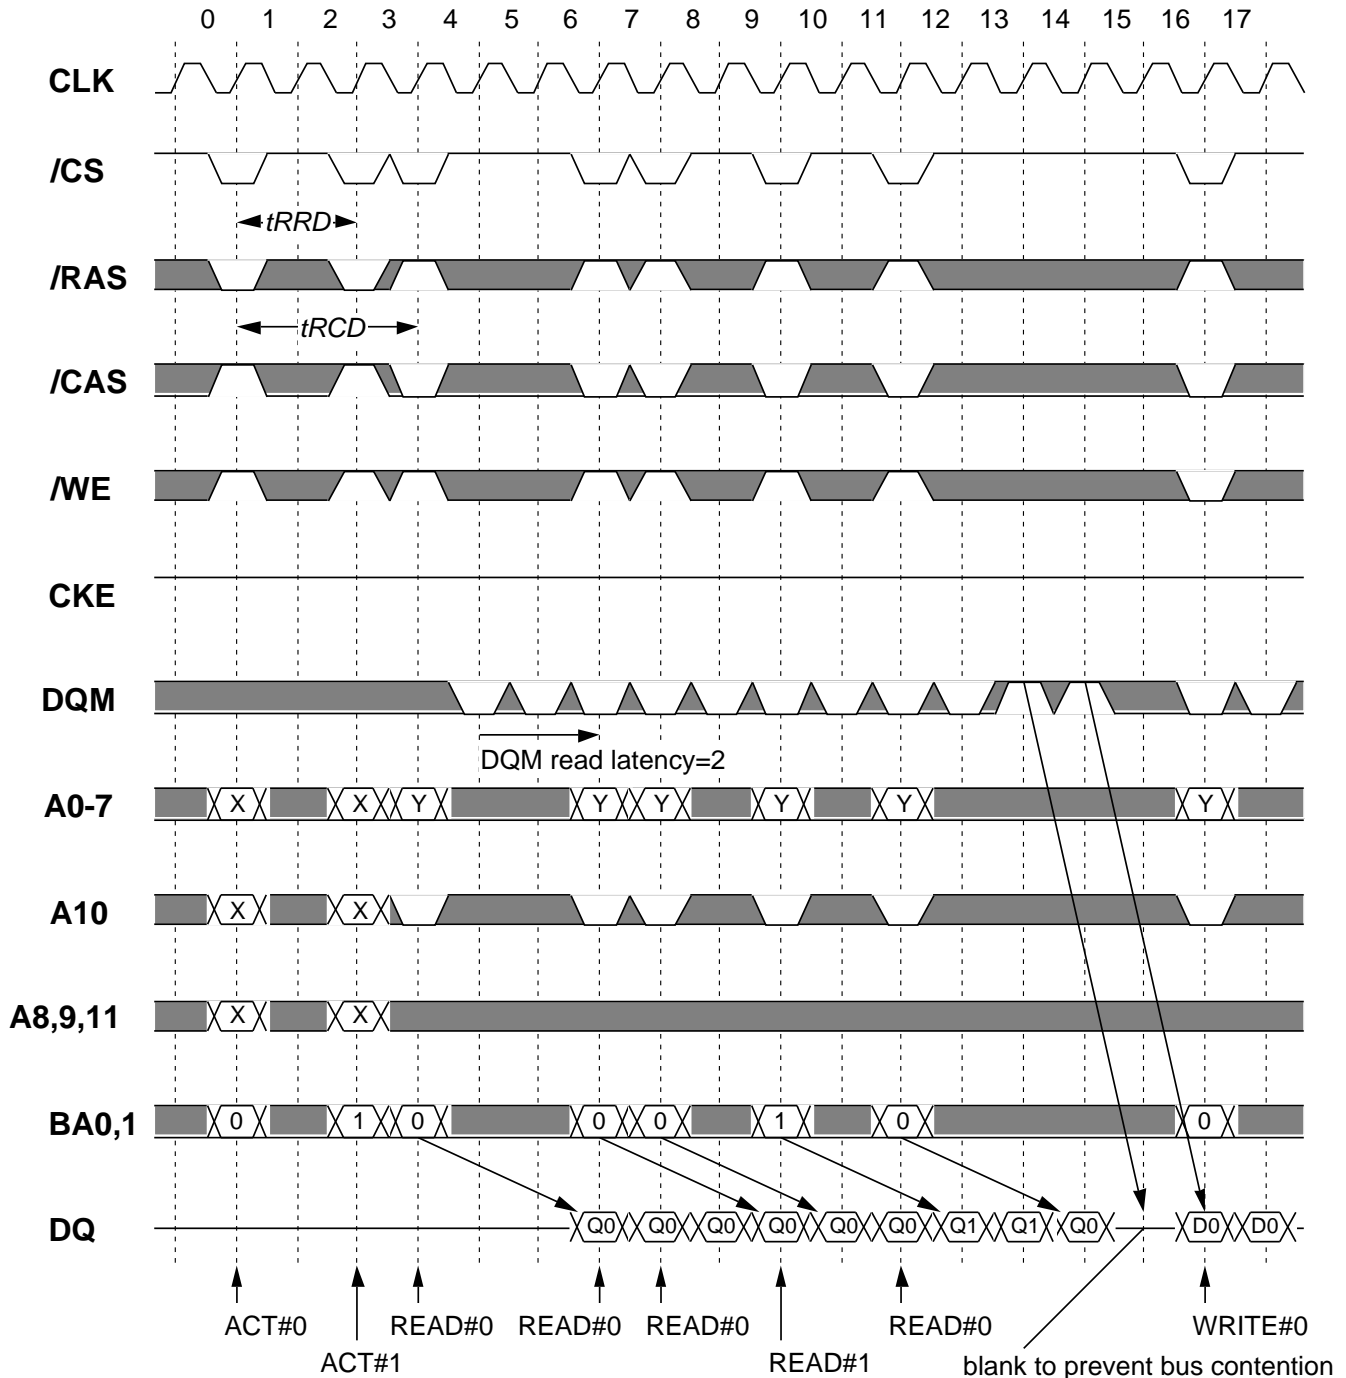 0 1 2 3 4 5 6 7 8 9 10 11 12 13 14 15 16 17
CLK
/CS
tRRD
/RAS
tRCD
/CAS
/WE
CKE
DQM
DQM read latency=2
A0-7 X X Y Y Y Y Y Y
A10 X X
A8,9,11 X X
BA0,1 0 1 0 0 0 1 0 0
DQ Q0 Q0 Q0 Q0 Q0 Q0 Q1 Q1 Q0 D0 D0
ACT#0 READ#0 READ#0 READ#0 READ#0 WRITE#0
ACT#1 READ#1 blank to prevent bus contention